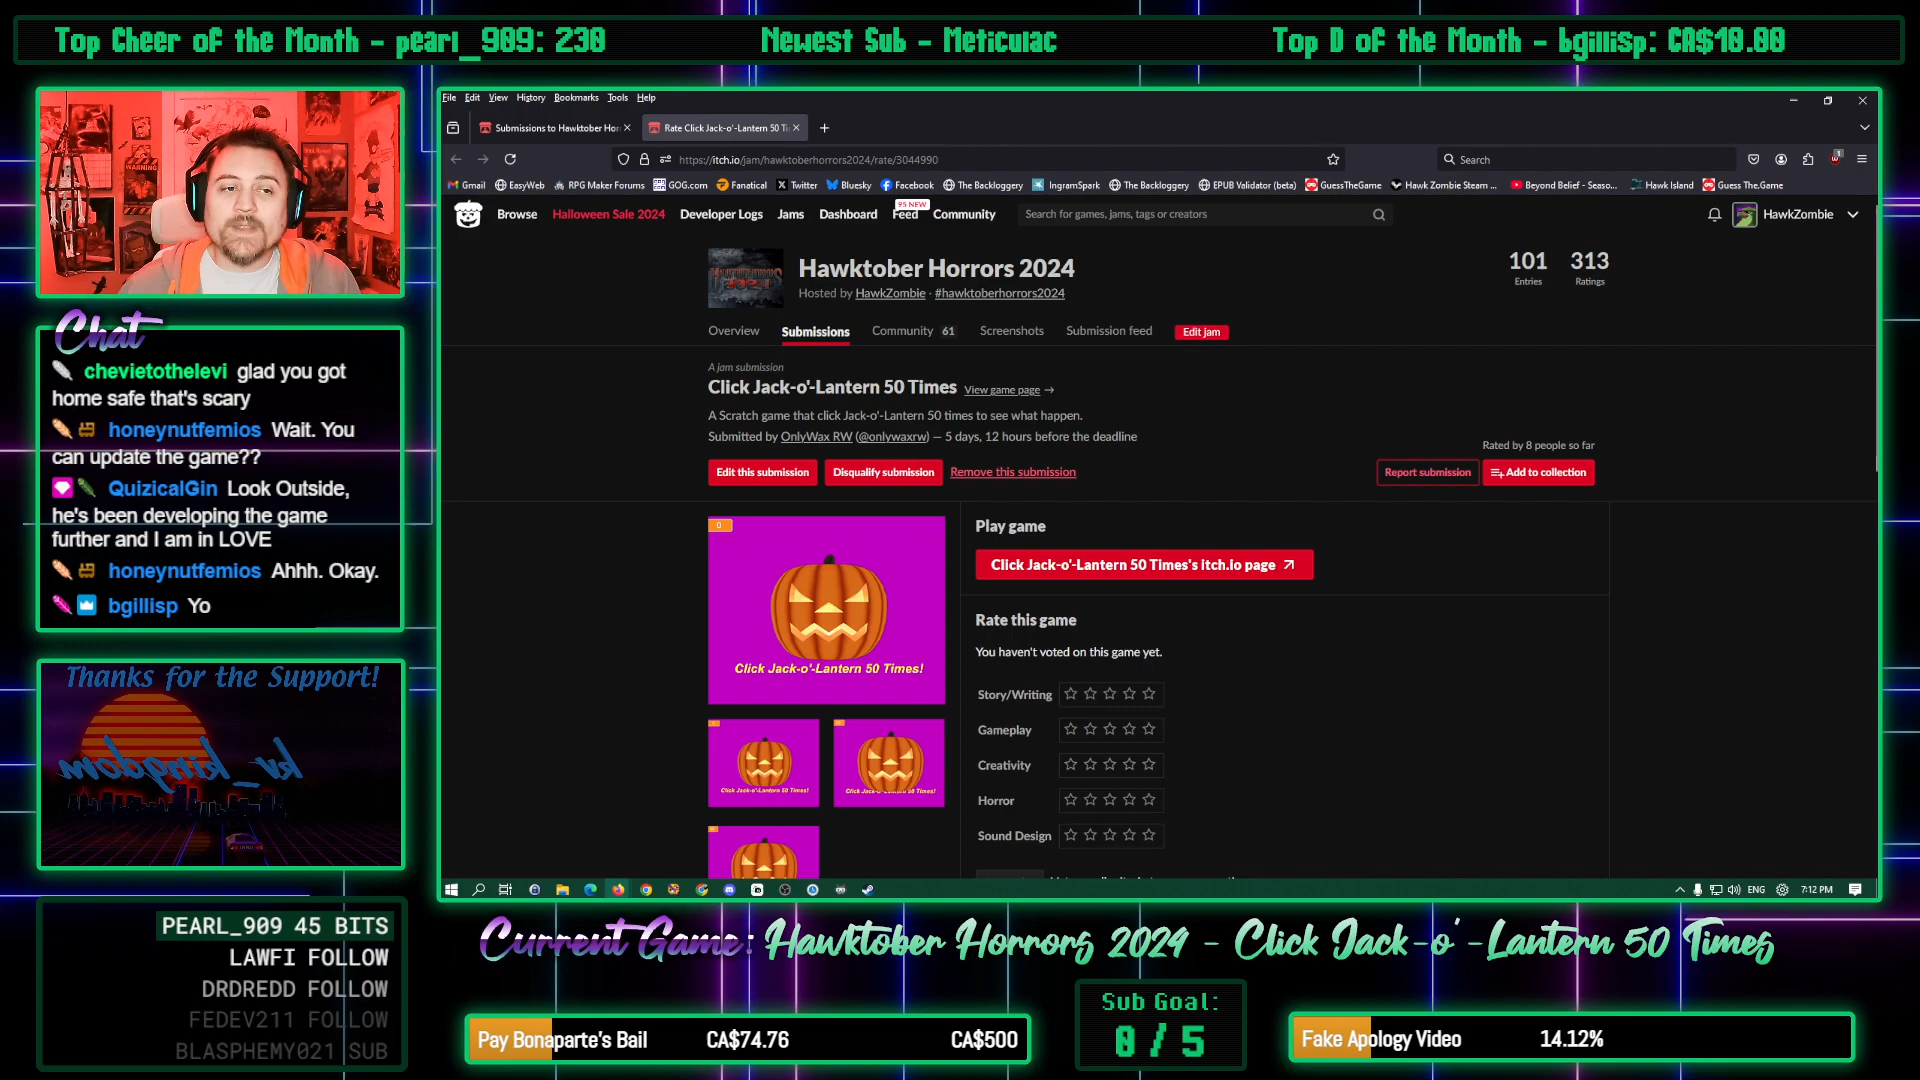 Top Cheer of the Month - pearl_909: 230
Newest Sub - Meticulac
Top D of the Month - bgillisp: CA$10.00
File Edit View History Bookmarks Tools Help
Submissions to Hawktober Hor
Rate Click Jack-o'-Lantern 50 Ti
https://itch.io/jam/hawktoberhorrors2024/rate/3044990
Search
1
Gmail EasyWeb RPG Maker Forums GOG.com Fanatical Twitter Bluesky Facebook The Backloggery IngramSpark The Backloggery EPUB Validator (beta) GuessTheGame Hawk Zombie Steam ... Beyond Belief - Seaso... Hawk Island Guess The.Game
95 NEW
Browse Halloween Sale 2024 Developer Logs Jams Dashboard Feed Community
Search for games, jams, tags or creators
HawkZombie
Hawktober Horrors 2024
Hosted by HawkZombie · #hawktoberhorrors2024
101 313
Entries Ratings
Overview Submissions Community 61 Screenshots Submission feed Edit jam
A jam submission
Click Jack-o'-Lantern 50 Times View game page →
A Scratch game that click Jack-o'-Lantern 50 times to see what happen.
Submitted by OnlyWax RW (@onlywaxrw) — 5 days, 12 hours before the deadline
Rated by 8 people so far
Edit this submission Disqualify submission Remove this submission
Report submission Add to collection
0
Click Jack-o'-Lantern 50 Times!
Click Jack-o'-Lantern 50 Times!
Play game
Click Jack-o'-Lantern 50 Times's itch.io page
Rate this game
You haven't voted on this game yet.
Story/Writing
Gameplay
Creativity
Horror
Sound Design
ENG
7:12 PM
WARNING
Chat
chevietothelevi glad you got
home safe that's scary
honeynutfemios Wait. You
can update the game??
QuizicalGin Look Outside,
he's been developing the game
further and I am in LOVE
honeynutfemios Ahhh. Okay.
bgillisp Yo
Thanks for the Support!
kv_kingdom
PEARL_909 45 BITS
LAWFI FOLLOW
DRDREDD FOLLOW
FEDEV211 FOLLOW
BLASPHEMY021 SUB
Current Game: Hawktober Horrors 2024 - Click Jack-o'-Lantern 50 Times
Pay Bonaparte's Bail CA$74.76 CA$500
Sub Goal:
0 / 5
Fake Apology Video 14.12%